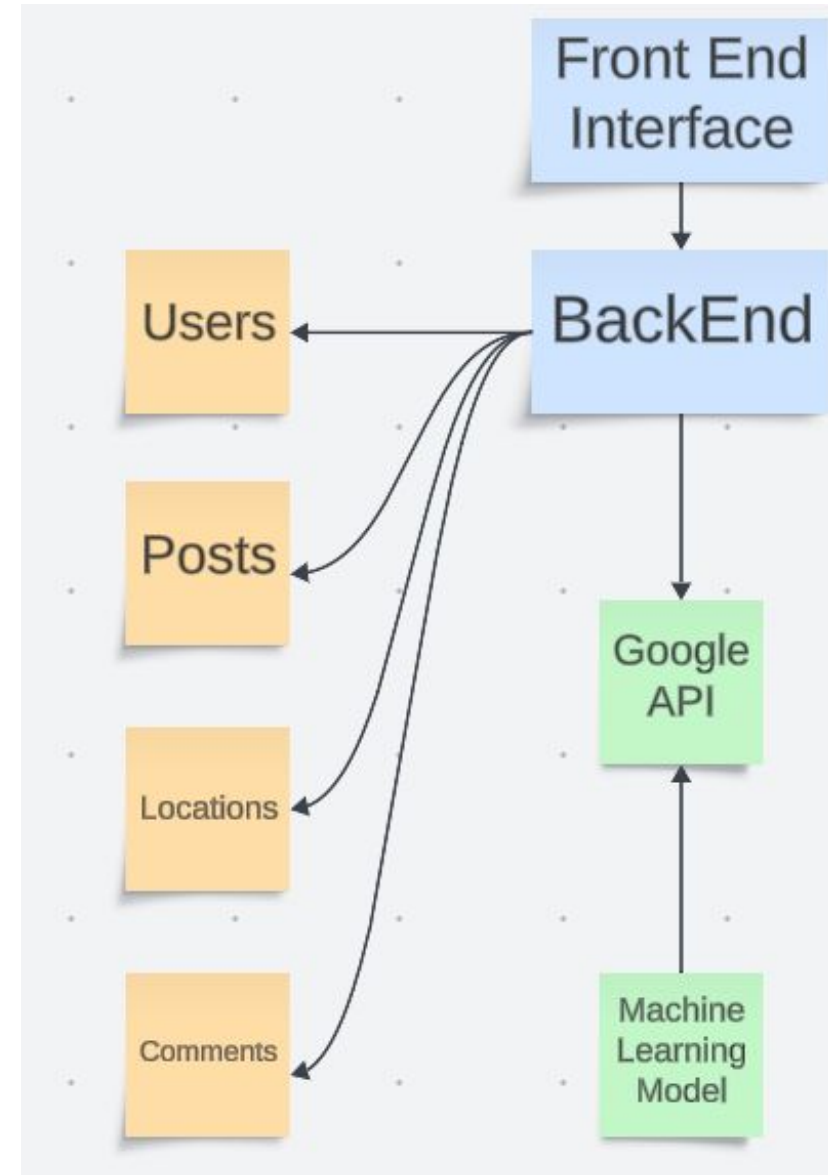 Front End
Interface
Users
BackEnd
Posts
Google
API
Locations
Comments
Machine
Learning
Model